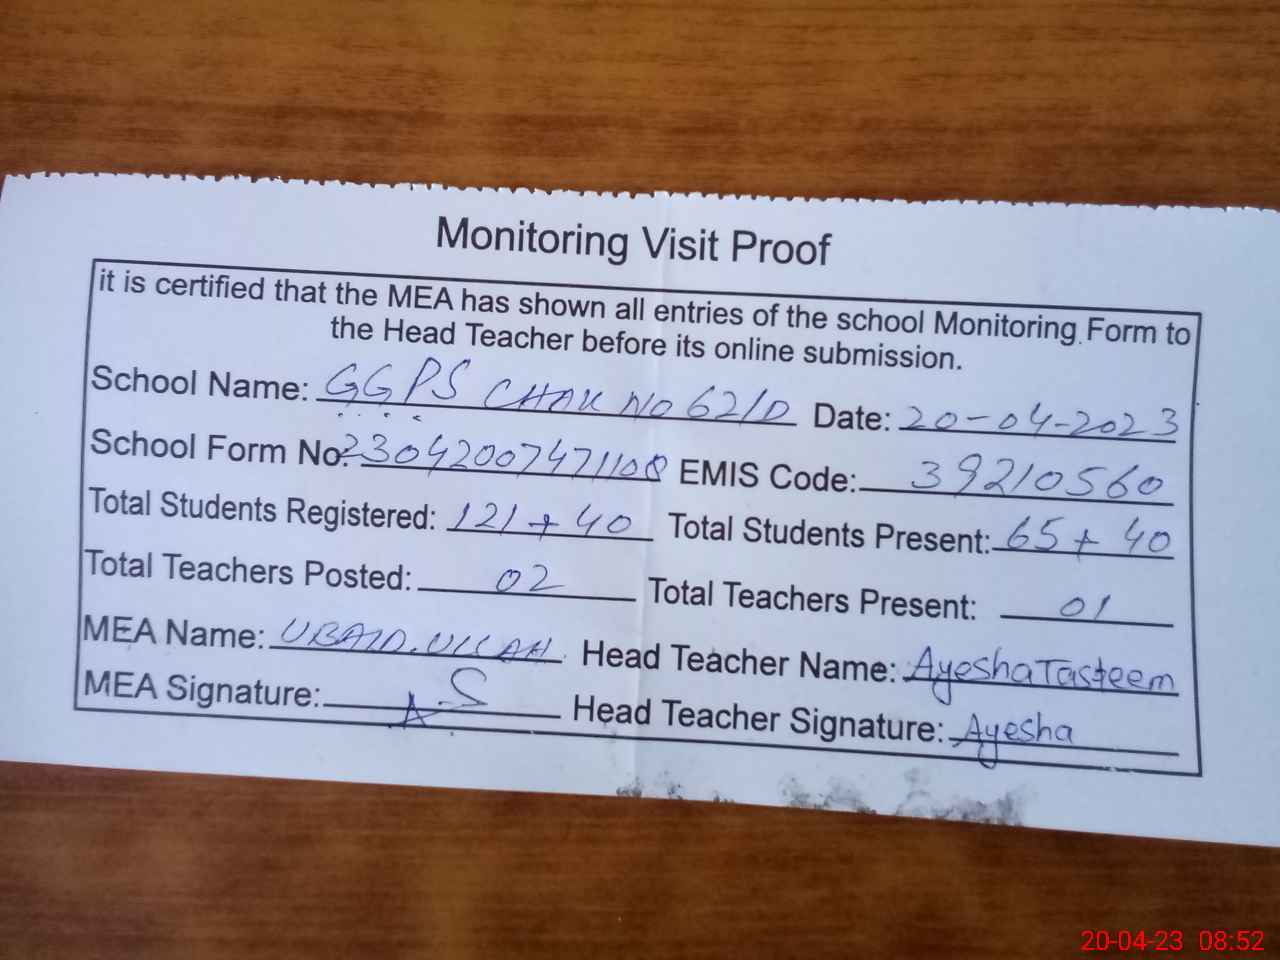 Monitoring Visit Proof
it is certified that the MEA has shown all entries of the school Monitoring Form to
the Head Teacher before its online submission.
School Name: GGPS CHAK NO 62/D Date: 20-04-2023
School Form No: 23042007471108 EMIS Code: 39210560
Total Students Registered: 121 + 40 Total Students Present: 65 + 40
Total Teachers Posted: 02 Total Teachers Present: 01
MEA Name: UBAID.ULLAH Head Teacher Name: Ayesha Tasteem
MEA Signature: Head Teacher Signature: Ayesha
20-04-23 08:52